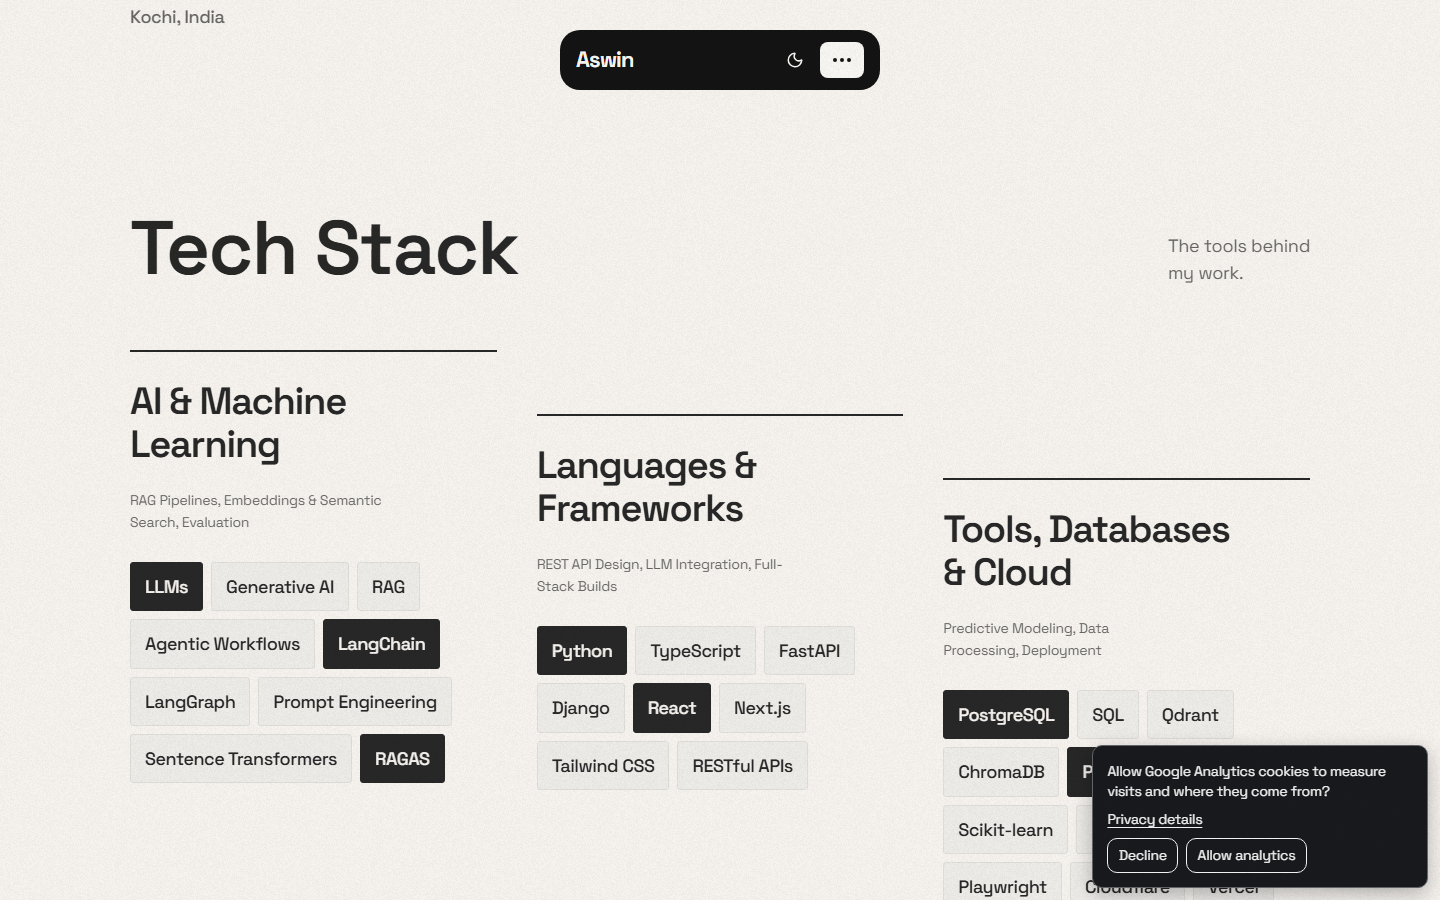 Kochi, India
Aswin
Tech Stack
The tools behind
my work.
AI & Machine
Learning
RAG Pipelines, Embeddings & Semantic
Search, Evaluation
LLMs
Generative AI
RAG
Agentic Workflows
LangChain
LangGraph
Prompt Engineering
Sentence Transformers
RAGAS
Languages &
Frameworks
REST API Design, LLM Integration, Full-
Stack Builds
Python
TypeScript
FastAPI
Django
React
Next.js
Tailwind CSS
RESTful APIs
Tools, Databases
& Cloud
Predictive Modeling, Data
Processing, Deployment
PostgreSQL
SQL
Qdrant
ChromaDB
Scikit-learn
Playwright
Cloudflare
Vercel
Allow Google Analytics cookies to measure
visits and where they come from?
Privacy details
Decline
Allow analytics